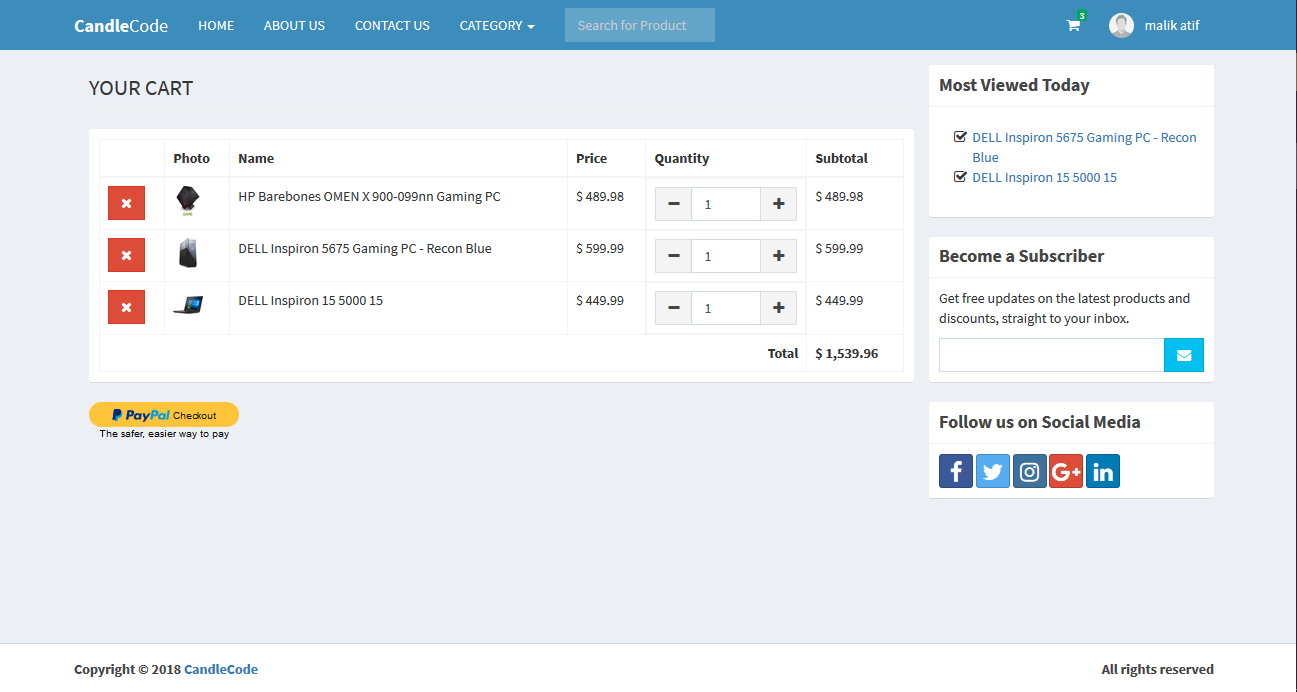 CandleCode HOME ABOUT US CONTACT US CATEGORY Search for Product 3 malik atif
YOUR CART
Photo Name Price Quantity Subtotal
HP Barebones OMEN X 900-099nn Gaming PC $ 489.98 1 $ 489.98
DELL Inspiron 5675 Gaming PC - Recon Blue $ 599.99 1 $ 599.99
DELL Inspiron 15 5000 15 $ 449.99 1 $ 449.99
Total $ 1,539.96
PayPal Checkout
The safer, easier way to pay
Most Viewed Today
DELL Inspiron 5675 Gaming PC - Recon
Blue
DELL Inspiron 15 5000 15
Become a Subscriber
Get free updates on the latest products and
discounts, straight to your inbox.
Follow us on Social Media
Copyright © 2018 CandleCode All rights reserved